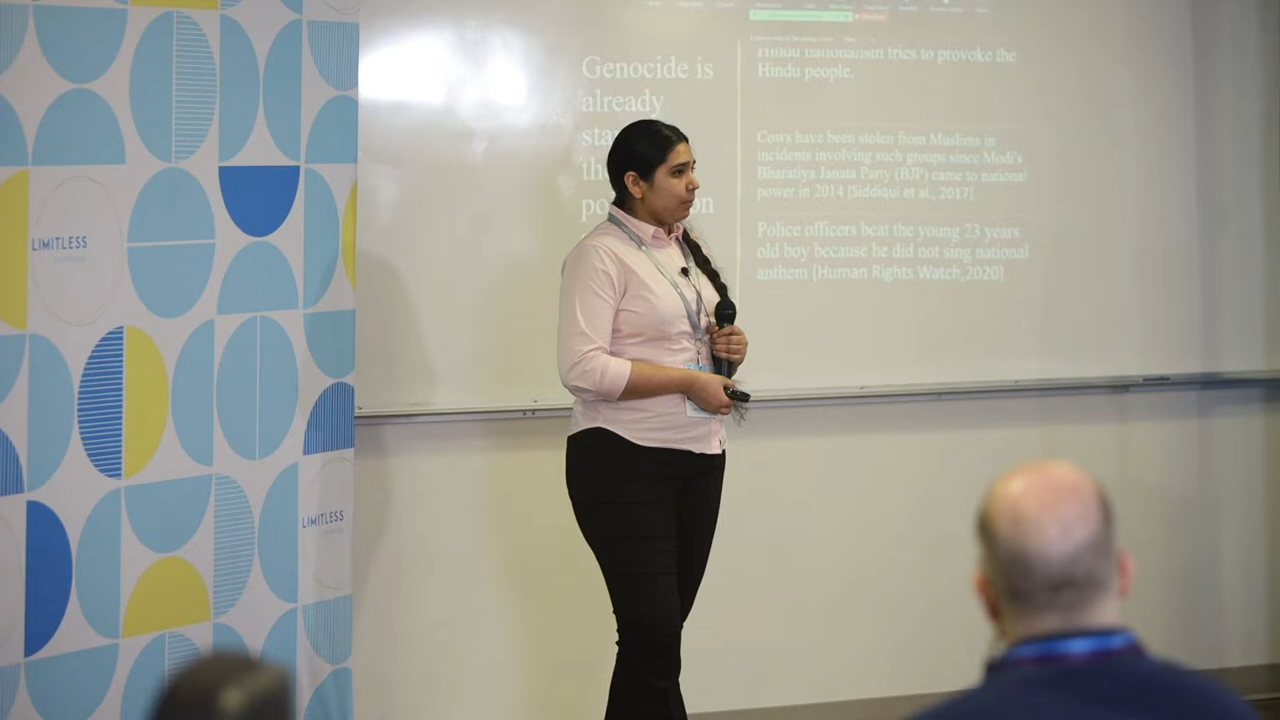 LIMITLESS
LIMITLESS
Genocide is
already
Hindu nationalism tries to provoke the
Hindu people.
Cows have been stolen from Muslims in
incidents involving such groups since Modi's
Bharatiya Janata Party (BJP) came to national
power in 2014 (Siddiqui et al., 2017).
Police officers beat the young 23 years
old boy because he did not sing national
anthem (Human Rights Watch,2020)